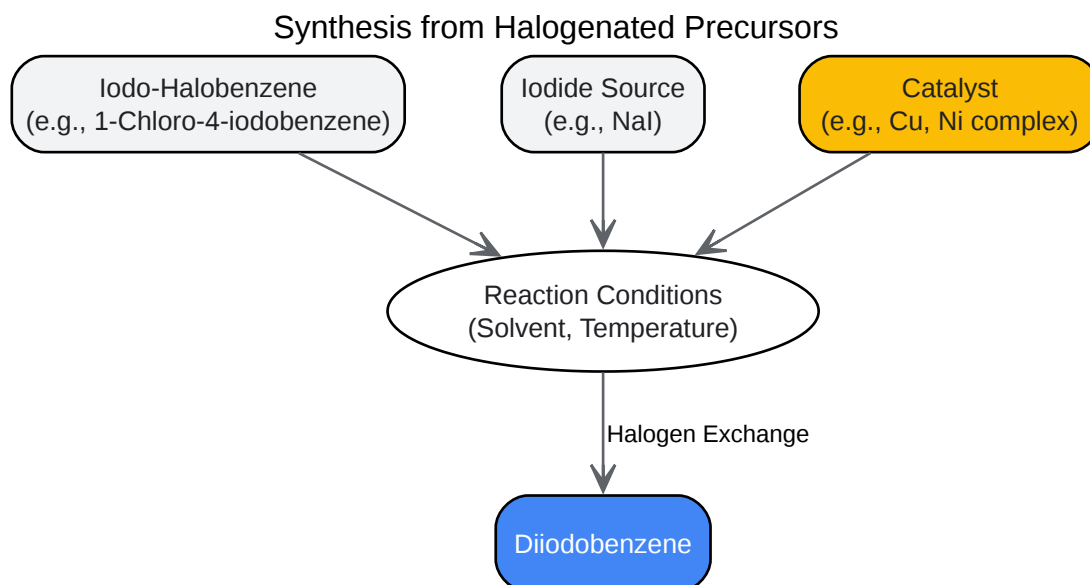 Synthesis from Halogenated Precursors
Iodo-Halobenzene
(e.g., 1-Chloro-4-iodobenzene)
Iodide Source
(e.g., NaI)
Catalyst
(e.g., Cu, Ni complex)
Reaction Conditions
(Solvent, Temperature)
Halogen Exchange
Diiodobenzene